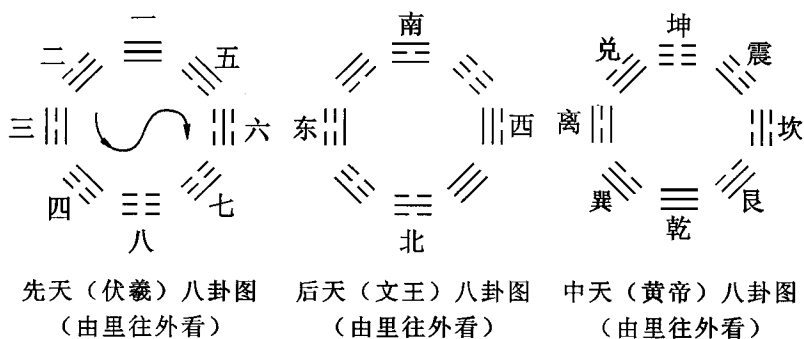 一
二 五
三 六
四 七
八
先天（伏羲）八卦图
（由里往外看）
南
东 西
北
后天（文王）八卦图
（由里往外看）
坤
兑 震
离 坎
巽 艮
乾
中天（黄帝）八卦图
（由里往外看）